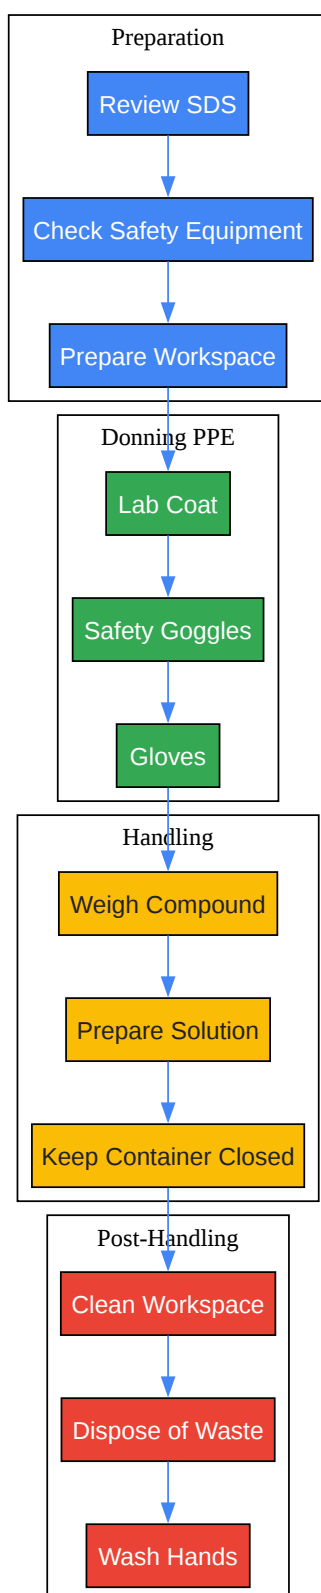 Preparation
Review SDS
Check Safety Equipment
Prepare Workspace
Donning PPE
Lab Coat
Safety Goggles
Gloves
Handling
Weigh Compound
Prepare Solution
Keep Container Closed
Post-Handling
Clean Workspace
Dispose of Waste
Wash Hands